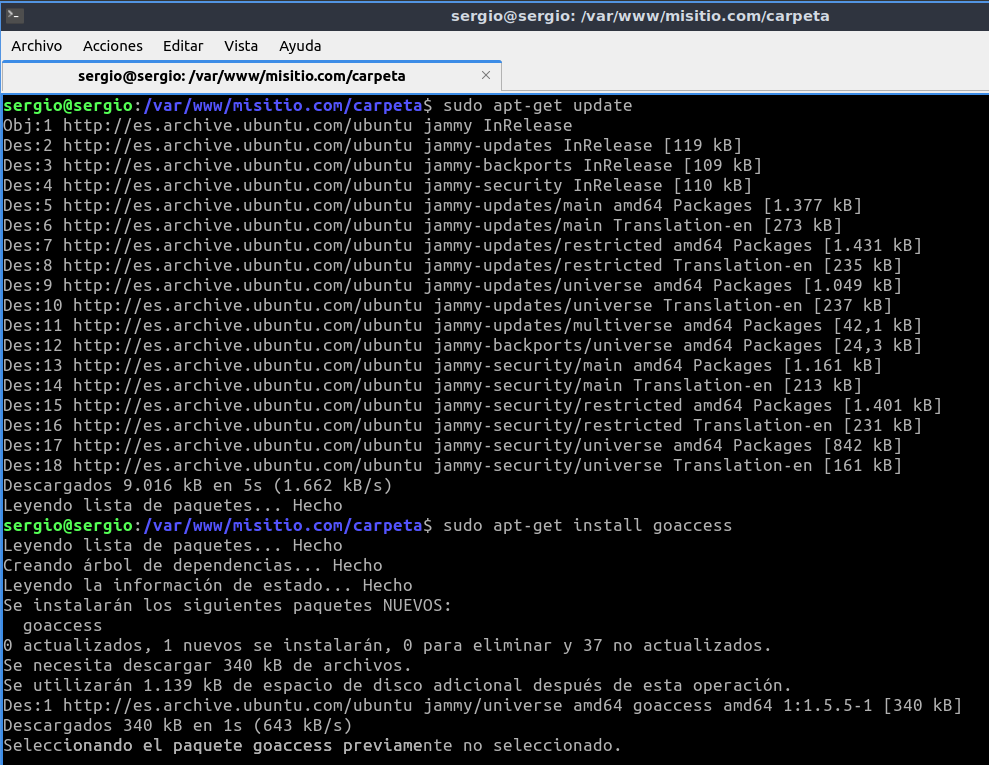 sergio@sergio: /var/www/misitio.com/carpeta
Archivo Acciones Editar Vista Ayuda
sergio@sergio: /var/www/misitio.com/carpeta ×
sergio@sergio:/var/www/misitio.com/carpeta$ sudo apt-get update
Obj:1 http://es.archive.ubuntu.com/ubuntu jammy InRelease
Des:2 http://es.archive.ubuntu.com/ubuntu jammy-updates InRelease [119 kB]
Des:3 http://es.archive.ubuntu.com/ubuntu jammy-backports InRelease [109 kB]
Des:4 http://es.archive.ubuntu.com/ubuntu jammy-security InRelease [110 kB]
Des:5 http://es.archive.ubuntu.com/ubuntu jammy-updates/main amd64 Packages [1.377 kB]
Des:6 http://es.archive.ubuntu.com/ubuntu jammy-updates/main Translation-en [273 kB]
Des:7 http://es.archive.ubuntu.com/ubuntu jammy-updates/restricted amd64 Packages [1.431 kB]
Des:8 http://es.archive.ubuntu.com/ubuntu jammy-updates/restricted Translation-en [235 kB]
Des:9 http://es.archive.ubuntu.com/ubuntu jammy-updates/universe amd64 Packages [1.049 kB]
Des:10 http://es.archive.ubuntu.com/ubuntu jammy-updates/universe Translation-en [237 kB]
Des:11 http://es.archive.ubuntu.com/ubuntu jammy-updates/multiverse amd64 Packages [42,1 kB]
Des:12 http://es.archive.ubuntu.com/ubuntu jammy-backports/universe amd64 Packages [24,3 kB]
Des:13 http://es.archive.ubuntu.com/ubuntu jammy-security/main amd64 Packages [1.161 kB]
Des:14 http://es.archive.ubuntu.com/ubuntu jammy-security/main Translation-en [213 kB]
Des:15 http://es.archive.ubuntu.com/ubuntu jammy-security/restricted amd64 Packages [1.401 kB]
Des:16 http://es.archive.ubuntu.com/ubuntu jammy-security/restricted Translation-en [231 kB]
Des:17 http://es.archive.ubuntu.com/ubuntu jammy-security/universe amd64 Packages [842 kB]
Des:18 http://es.archive.ubuntu.com/ubuntu jammy-security/universe Translation-en [161 kB]
Descargados 9.016 kB en 5s (1.662 kB/s)
Leyendo lista de paquetes... Hecho
sergio@sergio:/var/www/misitio.com/carpeta$ sudo apt-get install goaccess
Leyendo lista de paquetes... Hecho
Creando árbol de dependencias... Hecho
Leyendo la información de estado... Hecho
Se instalarán los siguientes paquetes NUEVOS:
goaccess
0 actualizados, 1 nuevos se instalarán, 0 para eliminar y 37 no actualizados.
Se necesita descargar 340 kB de archivos.
Se utilizarán 1.139 kB de espacio de disco adicional después de esta operación.
Des:1 http://es.archive.ubuntu.com/ubuntu jammy/universe amd64 goaccess amd64 1:1.5.5-1 [340 kB]
Descargados 340 kB en 1s (643 kB/s)
Seleccionando el paquete goaccess previamente no seleccionado.